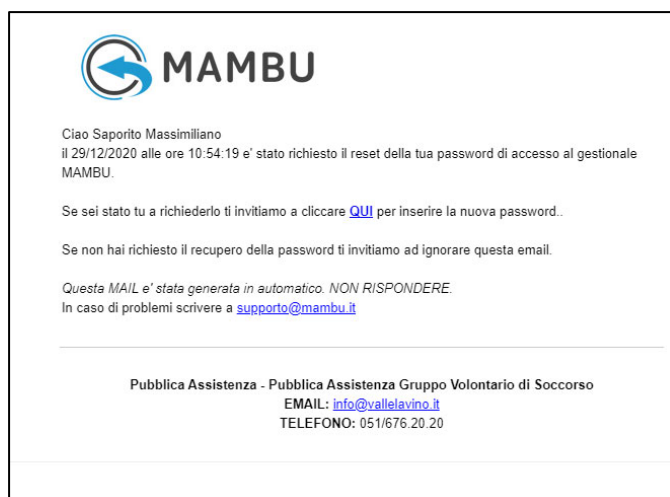 MAMBU
Ciao Saporito Massimiliano
il 29/12/2020 alle ore 10:54:19 e' stato richiesto il reset della tua password di accesso al gestionale
MAMBU.
Se sei stato tu a richiederlo ti invitiamo a cliccare QUI per inserire la nuova password..
Se non hai richiesto il recupero della password ti invitiamo ad ignorare questa email.
Questa MAIL e' stata generata in automatico. NON RISPONDERE.
In caso di problemi scrivere a supporto@mambu.it
Pubblica Assistenza - Pubblica Assistenza Gruppo Volontario di Soccorso
EMAIL: info@vallelavino.it
TELEFONO: 051/676.20.20